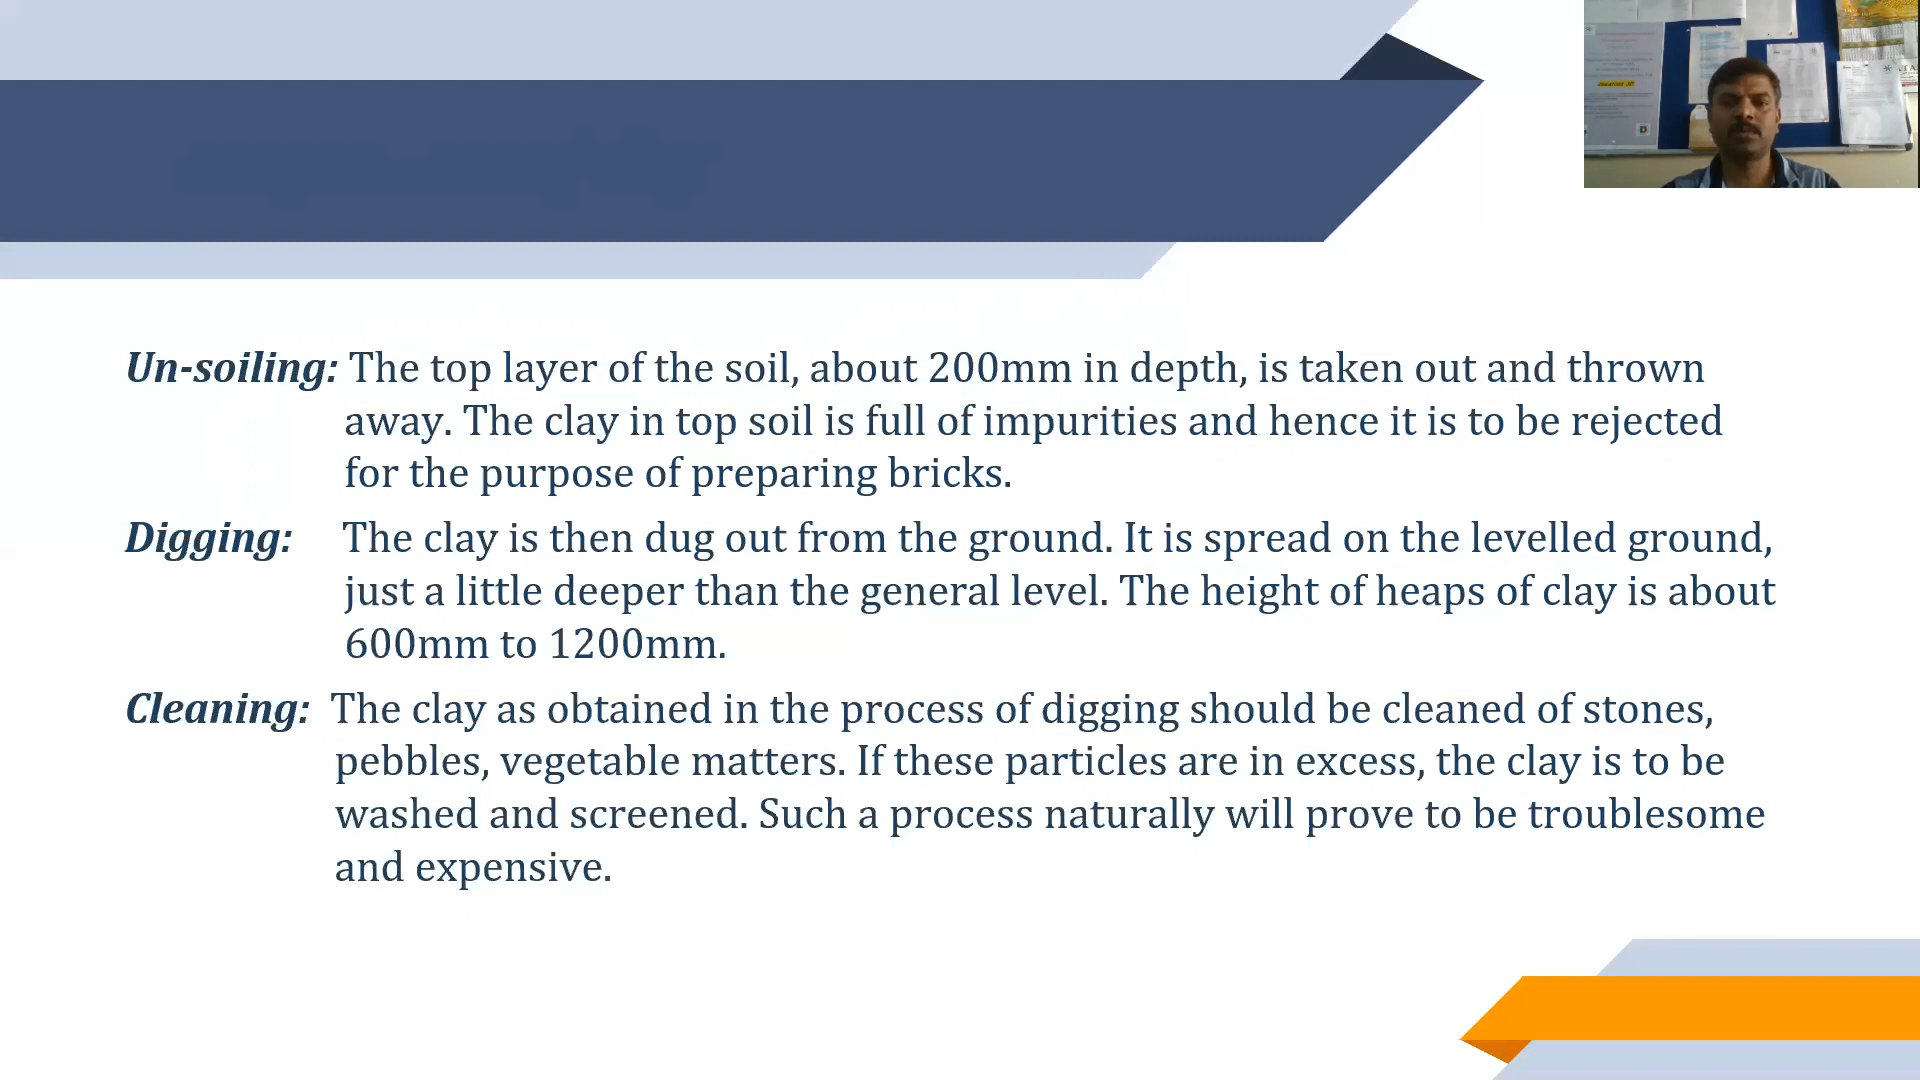 Un-soiling: The top layer of the soil, about 200mm in depth, is taken out and thrown
away. The clay in top soil is full of impurities and hence it is to be rejected
for the purpose of preparing bricks.
Digging: The clay is then dug out from the ground. It is spread on the levelled ground,
just a little deeper than the general level. The height of heaps of clay is about
600mm to 1200mm.
Cleaning: The clay as obtained in the process of digging should be cleaned of stones,
pebbles, vegetable matters. If these particles are in excess, the clay is to be
washed and screened. Such a process naturally will prove to be troublesome
and expensive.